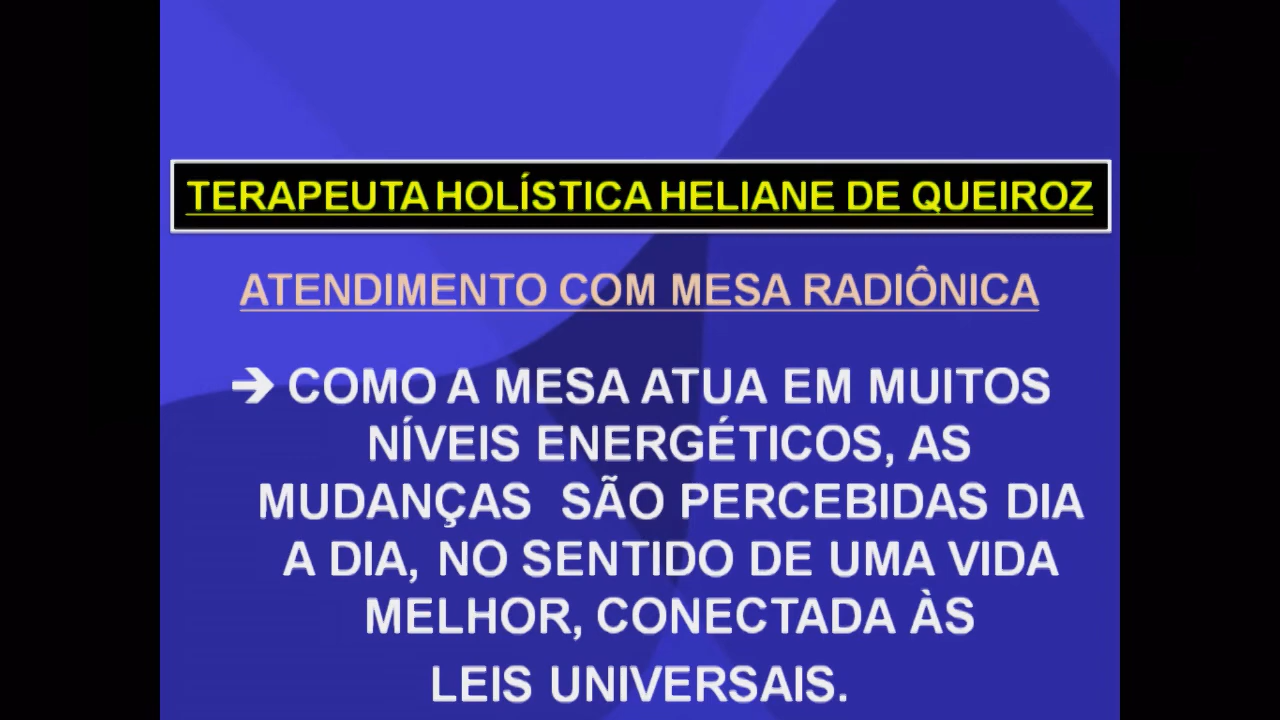 TERAPEUTA HOLÍSTICA HELIANE DE QUEIROZ
ATENDIMENTO COM MESA RADIÔNICA
➔ COMO A MESA ATUA EM MUITOS
NÍVEIS ENERGÉTICOS, AS
MUDANÇAS SÃO PERCEBIDAS DIA
A DIA, NO SENTIDO DE UMA VIDA
MELHOR, CONECTADA ÀS
LEIS UNIVERSAIS.